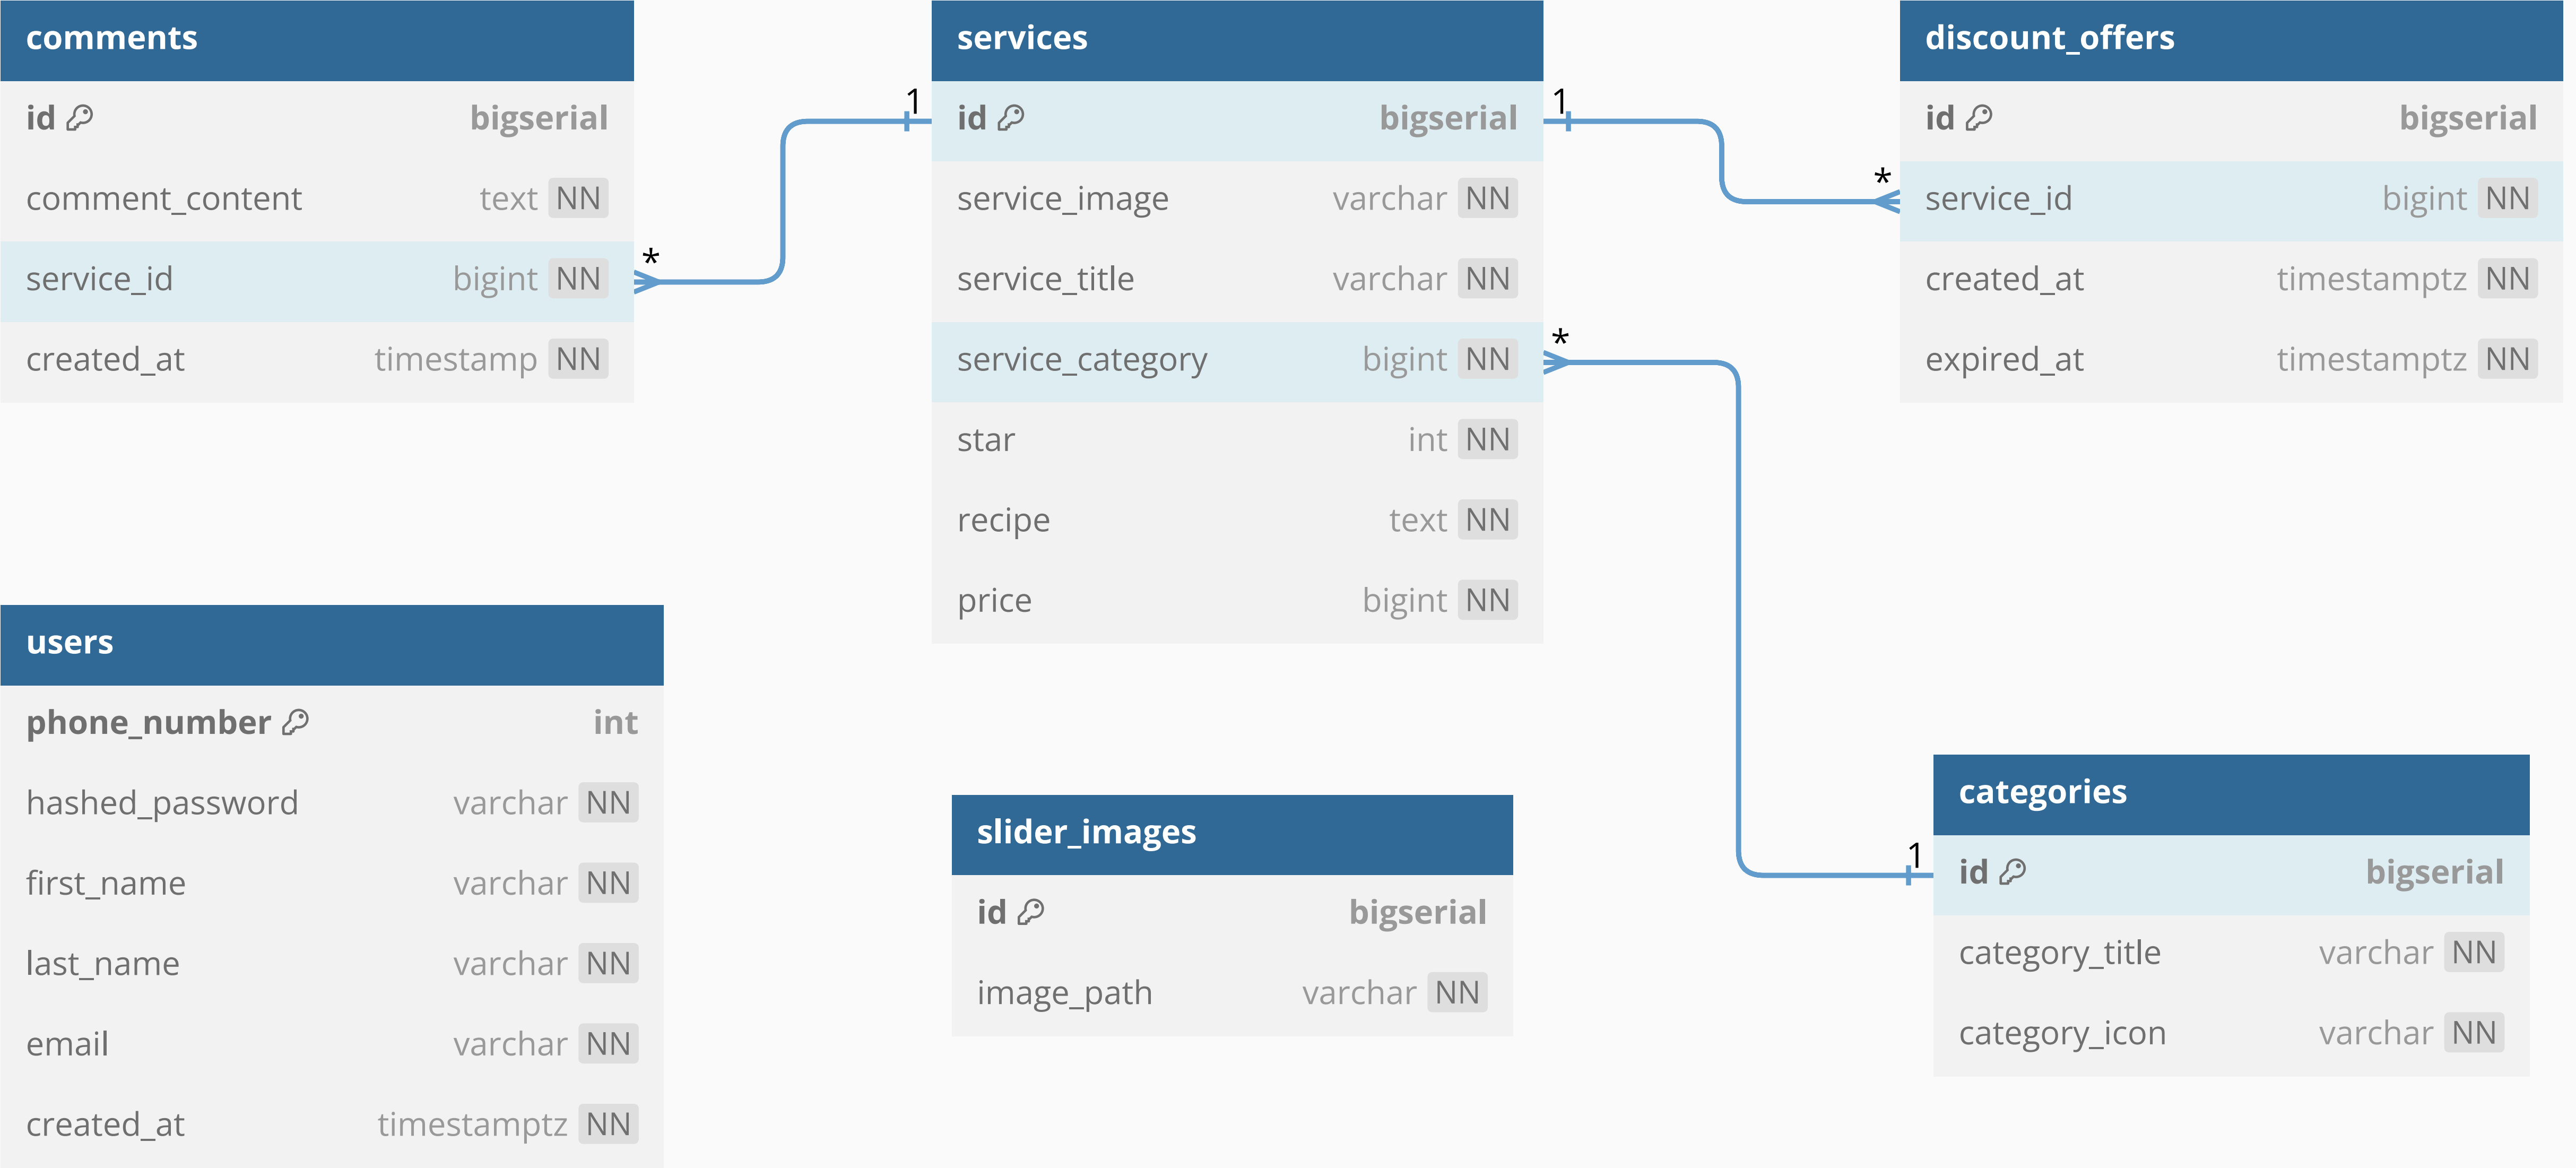 comments
id bigserial
comment_content text NN
service_id bigint NN
created_at timestamp NN
*
1
services
id bigserial
service_image varchar NN
service_title varchar NN
service_category bigint NN
star int NN
recipe text NN
price bigint NN
1
*
*
1
discount_offers
id bigserial
service_id bigint NN
created_at timestamptz NN
expired_at timestamptz NN
users
phone_number int
hashed_password varchar NN
first_name varchar NN
last_name varchar NN
email varchar NN
created_at timestamptz NN
slider_images
id bigserial
image_path varchar NN
categories
id bigserial
category_title varchar NN
category_icon varchar NN